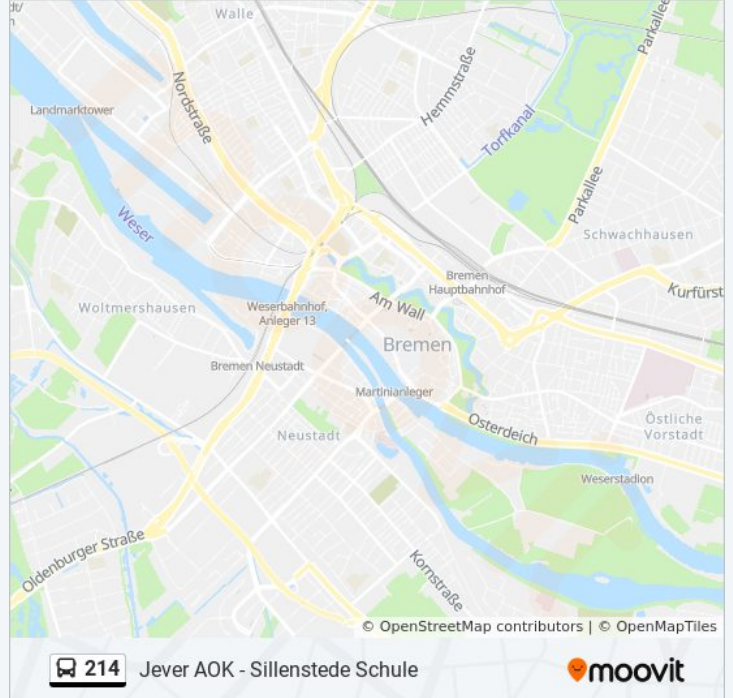 dt/
Walle
Parkallee
Nordstraße
Hemmstraße
Landmarktower
Torfkanal
Parkallee
Weser
Schwachhausen
Bremen
Hauptbahnhof
Kurfürst
Woltmershausen
Weserbahnhof,
Anleger 13
Am Wall
Bremen
Bremen Neustadt
Martinianleger
Neustadt
Osterdeich
Östliche
Vorstadt
Weserstadion
Oldenburger Straße
Kornstraße
© OpenStreetMap contributors | © OpenMapTiles
214 Jever AOK - Sillenstede Schule
moovit